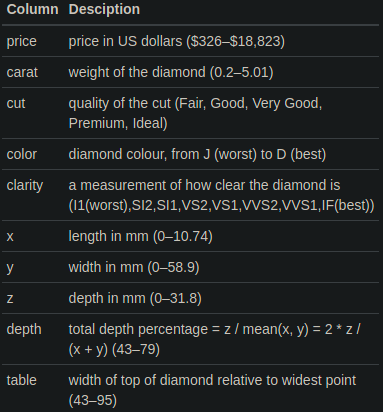 Column Desciption
price price in US dollars ($326–$18,823)
carat weight of the diamond (0.2–5.01)
cut quality of the cut (Fair, Good, Very Good,
Premium, Ideal)
color diamond colour, from J (worst) to D (best)
clarity a measurement of how clear the diamond is
(I1(worst),SI2,SI1,VS2,VS1,VVS2,VVS1,IF(best))
x length in mm (0–10.74)
y width in mm (0–58.9)
z depth in mm (0–31.8)
depth total depth percentage = z / mean(x, y) = 2 * z /
(x + y) (43–79)
table width of top of diamond relative to widest point
(43–95)